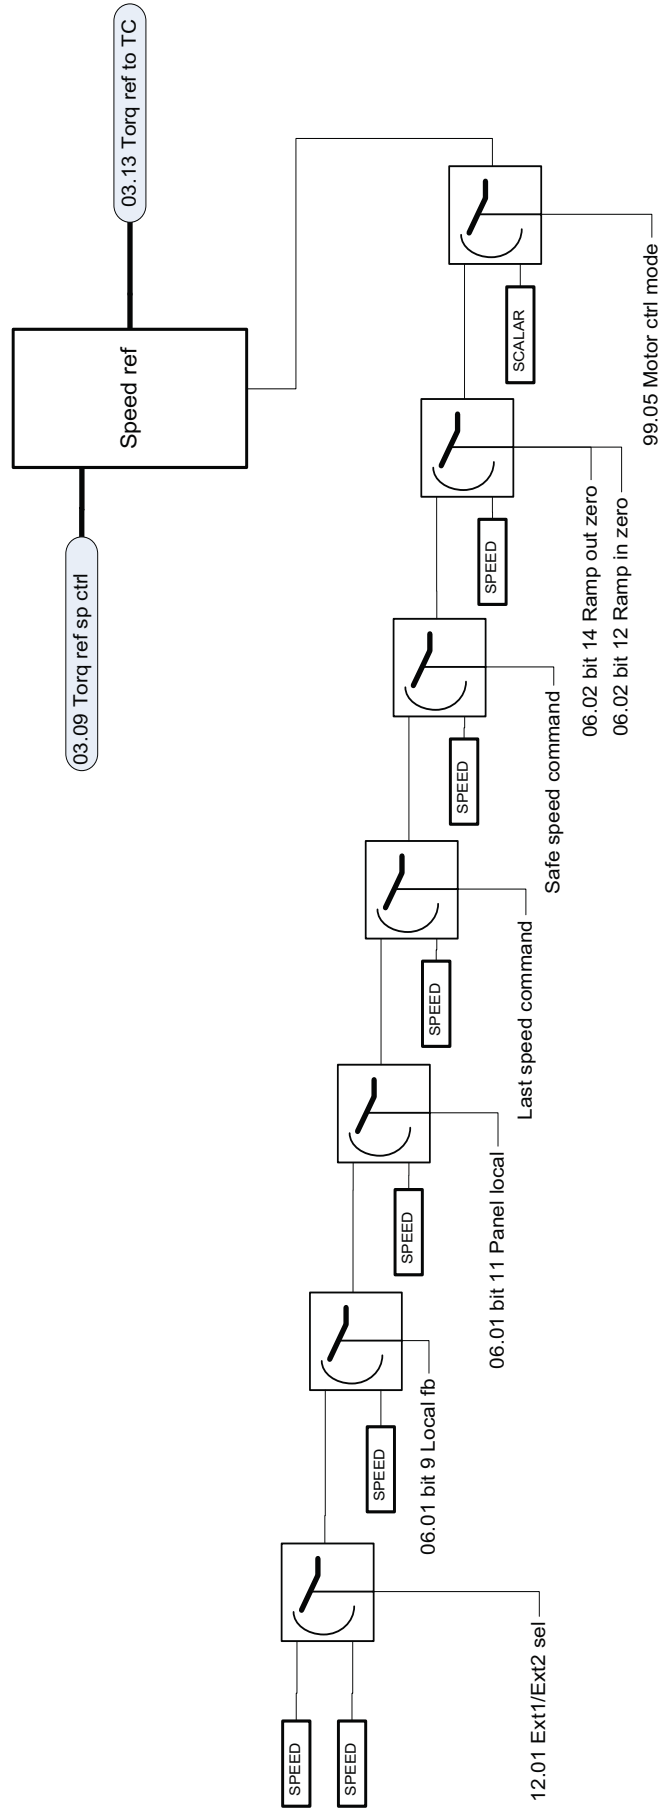 03.09 Torq ref sp ctrl
Speed ref
03.13 Torq ref to TC
SPEED
SPEED
12.01 Ext1/Ext2 sel
SPEED
06.01 bit 9 Local fb
SPEED
06.01 bit 11 Panel local
SPEED
Last speed command
SPEED
Safe speed command
SPEED
06.02 bit 14 Ramp out zero
06.02 bit 12 Ramp in zero
SCALAR
99.05 Motor ctrl mode